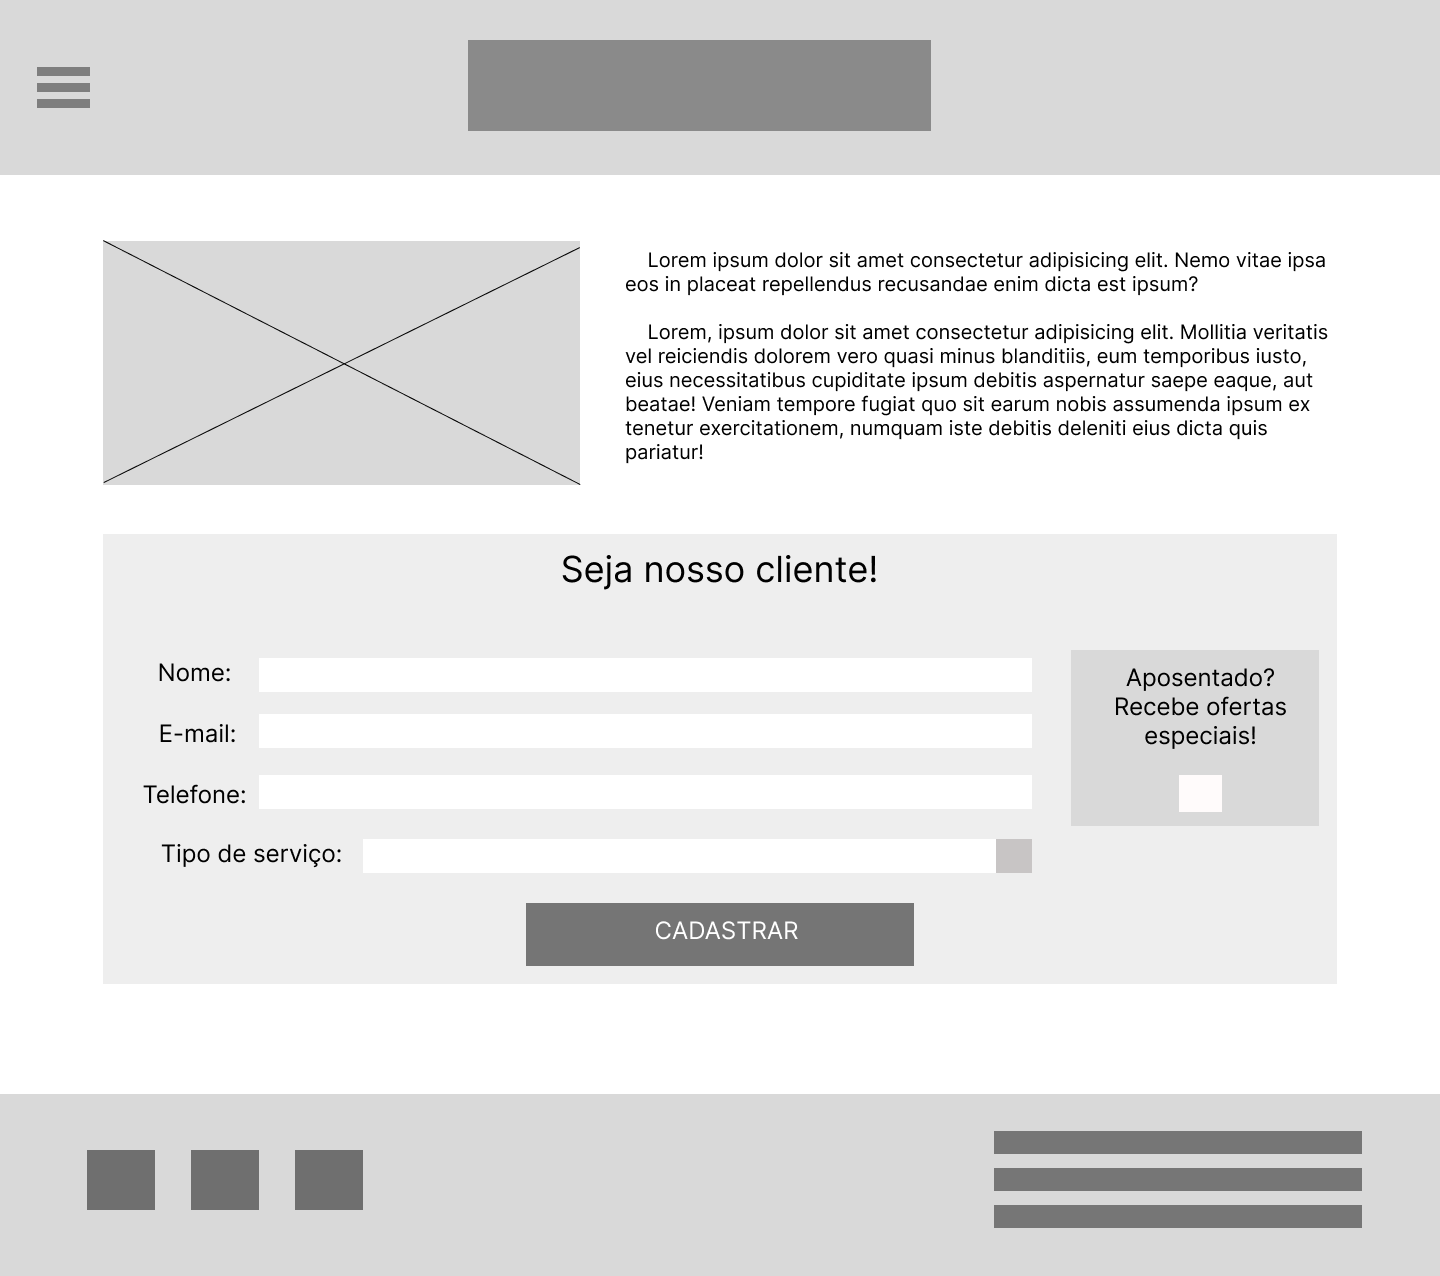 Lorem ipsum dolor sit amet consectetur adipisicing elit. Nemo vitae ipsa
eos in placeat repellendus recusandae enim dicta est ipsum?
Lorem, ipsum dolor sit amet consectetur adipisicing elit. Mollitia veritatis
vel reiciendis dolorem vero quasi minus blanditiis, eum temporibus iusto,
eius necessitatibus cupiditate ipsum debitis aspernatur saepe eaque, aut
beatae! Veniam tempore fugiat quo sit earum nobis assumenda ipsum ex
tenetur exercitationem, numquam iste debitis deleniti eius dicta quis
pariatur!
Seja nosso cliente!
Nome:
E-mail:
Telefone:
Tipo de serviço:
Aposentado?
Recebe ofertas
especiais!
CADASTRAR